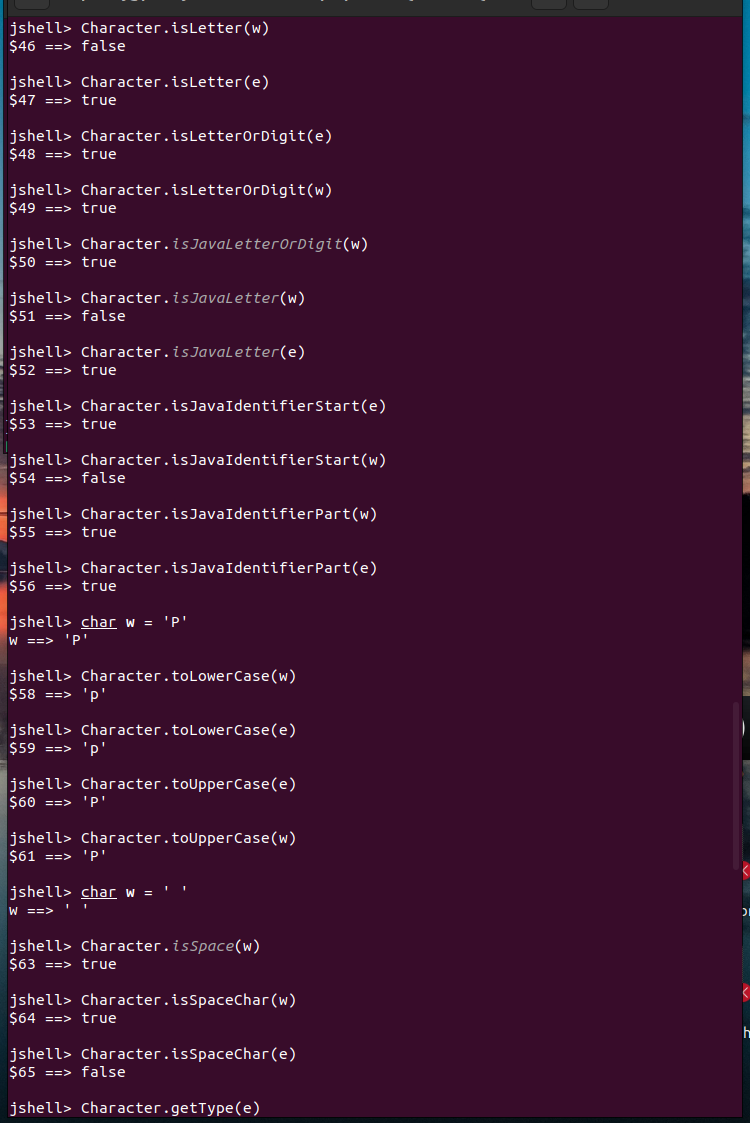 jshell> Character.isLetter(w)
$46 ==> false
jshell> Character.isLetter(e)
$47 ==> true
jshell> Character.isLetterOrDigit(e)
$48 ==> true
jshell> Character.isLetterOrDigit(w)
$49 ==> true
jshell> Character.isJavaLetterOrDigit(w)
$50 ==> true
jshell> Character.isJavaLetter(w)
$51 ==> false
jshell> Character.isJavaLetter(e)
$52 ==> true
jshell> Character.isJavaIdentifierStart(e)
$53 ==> true
jshell> Character.isJavaIdentifierStart(w)
$54 ==> false
jshell> Character.isJavaIdentifierPart(w)
$55 ==> true
jshell> Character.isJavaIdentifierPart(e)
$56 ==> true
jshell> char w = 'P'
w ==> 'P'
jshell> Character.toLowerCase(w)
$58 ==> 'p'
jshell> Character.toLowerCase(e)
$59 ==> 'p'
jshell> Character.toUpperCase(e)
$60 ==> 'P'
jshell> Character.toUpperCase(w)
$61 ==> 'P'
jshell> char w = ' '
w ==> ' '
jshell> Character.isSpace(w)
$63 ==> true
jshell> Character.isSpaceChar(w)
$64 ==> true
jshell> Character.isSpaceChar(e)
$65 ==> false
jshell> Character.getType(e)